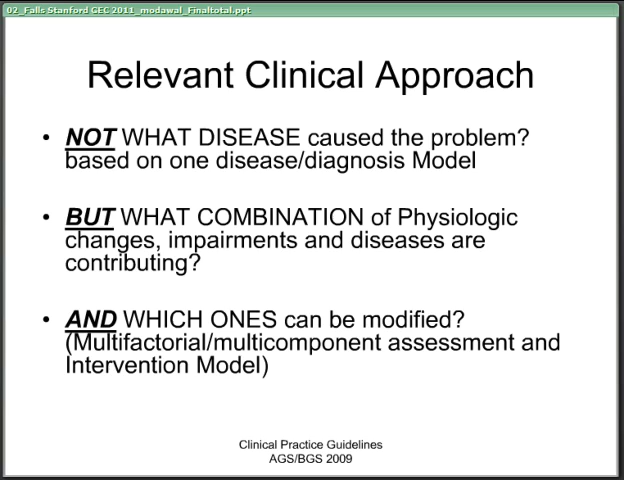 02_Falls Stanford GEC 2011_modawal_Finaltotal.ppt
Relevant Clinical Approach
• NOT WHAT DISEASE caused the problem?
based on one disease/diagnosis Model
• BUT WHAT COMBINATION of Physiologic
changes, impairments and diseases are
contributing?
• AND WHICH ONES can be modified?
(Multifactorial/multicomponent assessment and
Intervention Model)
Clinical Practice Guidelines
AGS/BGS 2009